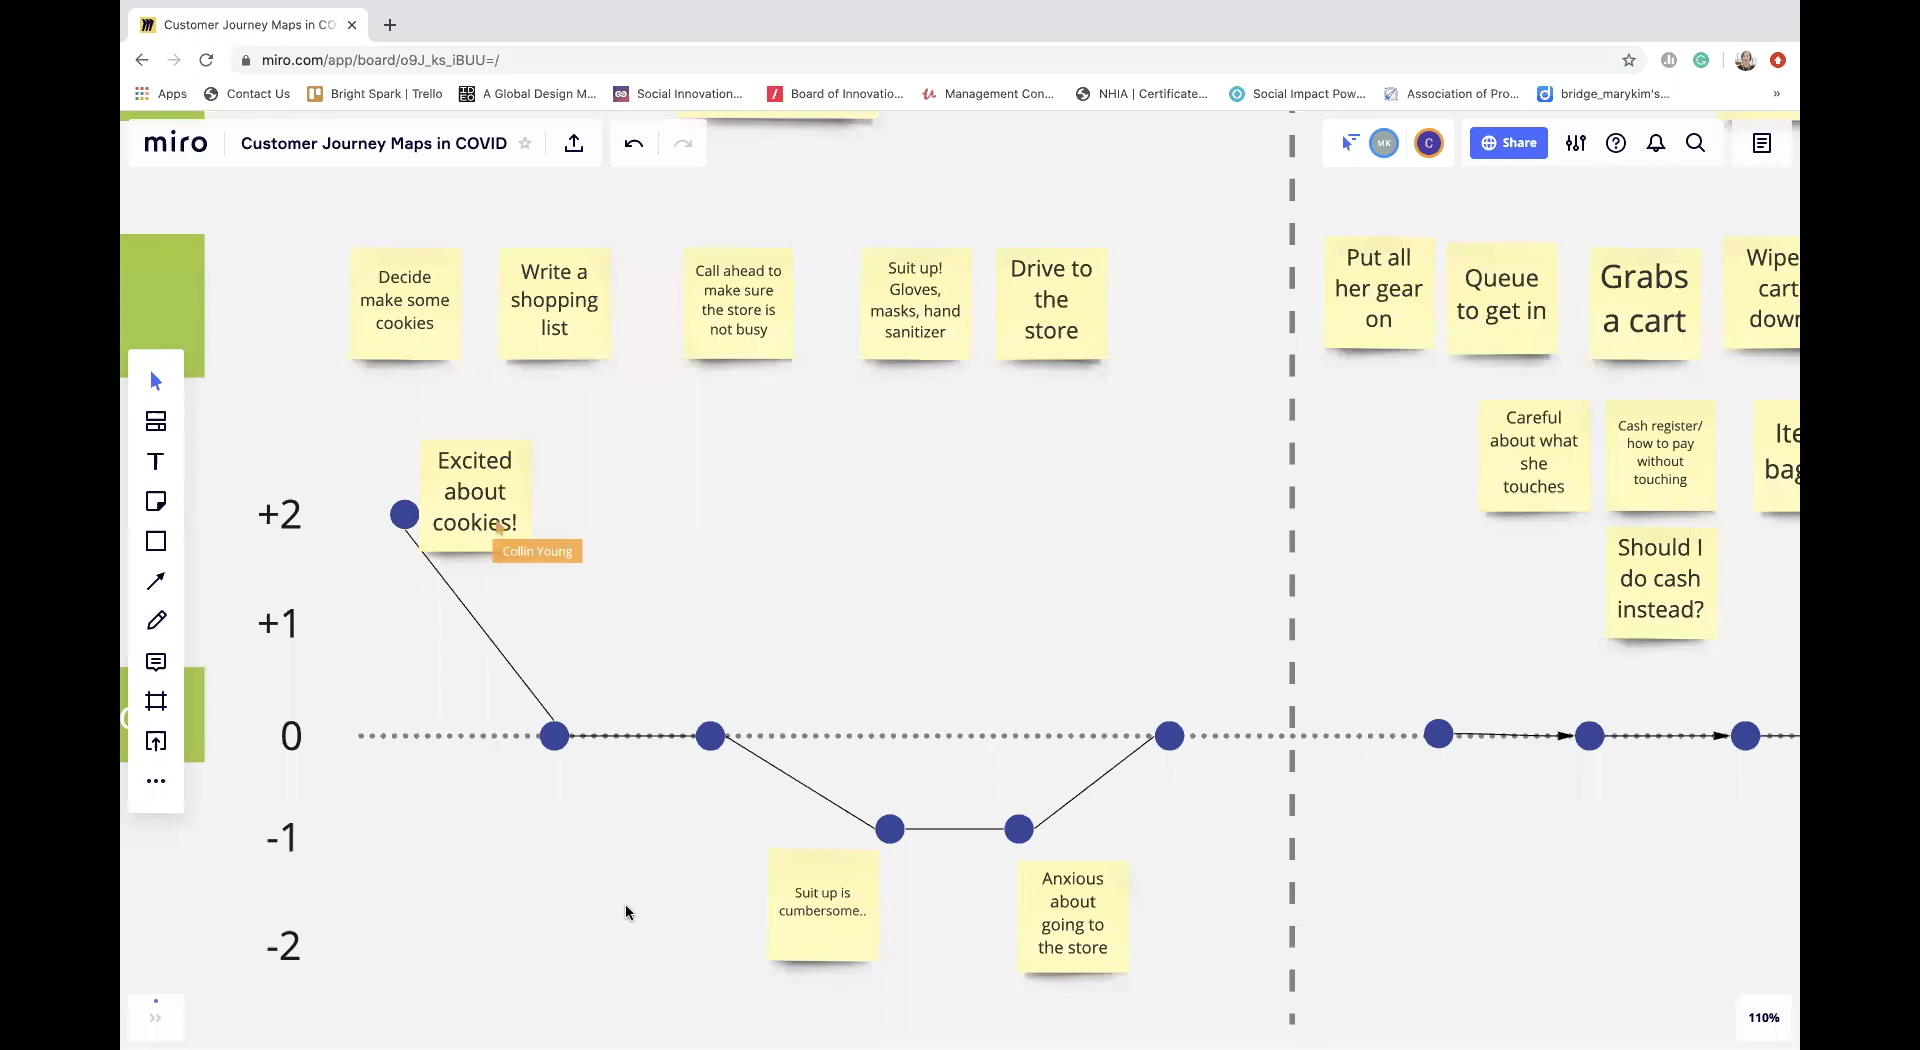 Customer Journey Maps in CO
miro.com/app/board/o9J_ks_iBUU=/
Apps
Contact Us
Bright Spark | Trello
A Global Design M...
Social Innovation...
Board of Innovatio...
Management Con...
NHIA | Certificate...
Social Impact Pow...
Association of Pro...
bridge_marykim's...
»
miro
Customer Journey Maps in COVID
MK
C
Share
Decide
make some
cookies
Write a
shopping
list
Call ahead to
make sure
the store is
not busy
Suit up!
Gloves,
masks, hand
sanitizer
Drive to
the
store
Put all
her gear
on
Queue
to get in
Grabs
a cart
Wipe
cart
down
Careful
about what
she
touches
Cash register/
how to pay
without
touching
Ite
bag
Should I
do cash
instead?
Excited
about
cookies!
Collin Young
+2
+1
0
-1
-2
Suit up is
cumbersome..
Anxious
about
going to
the store
110%